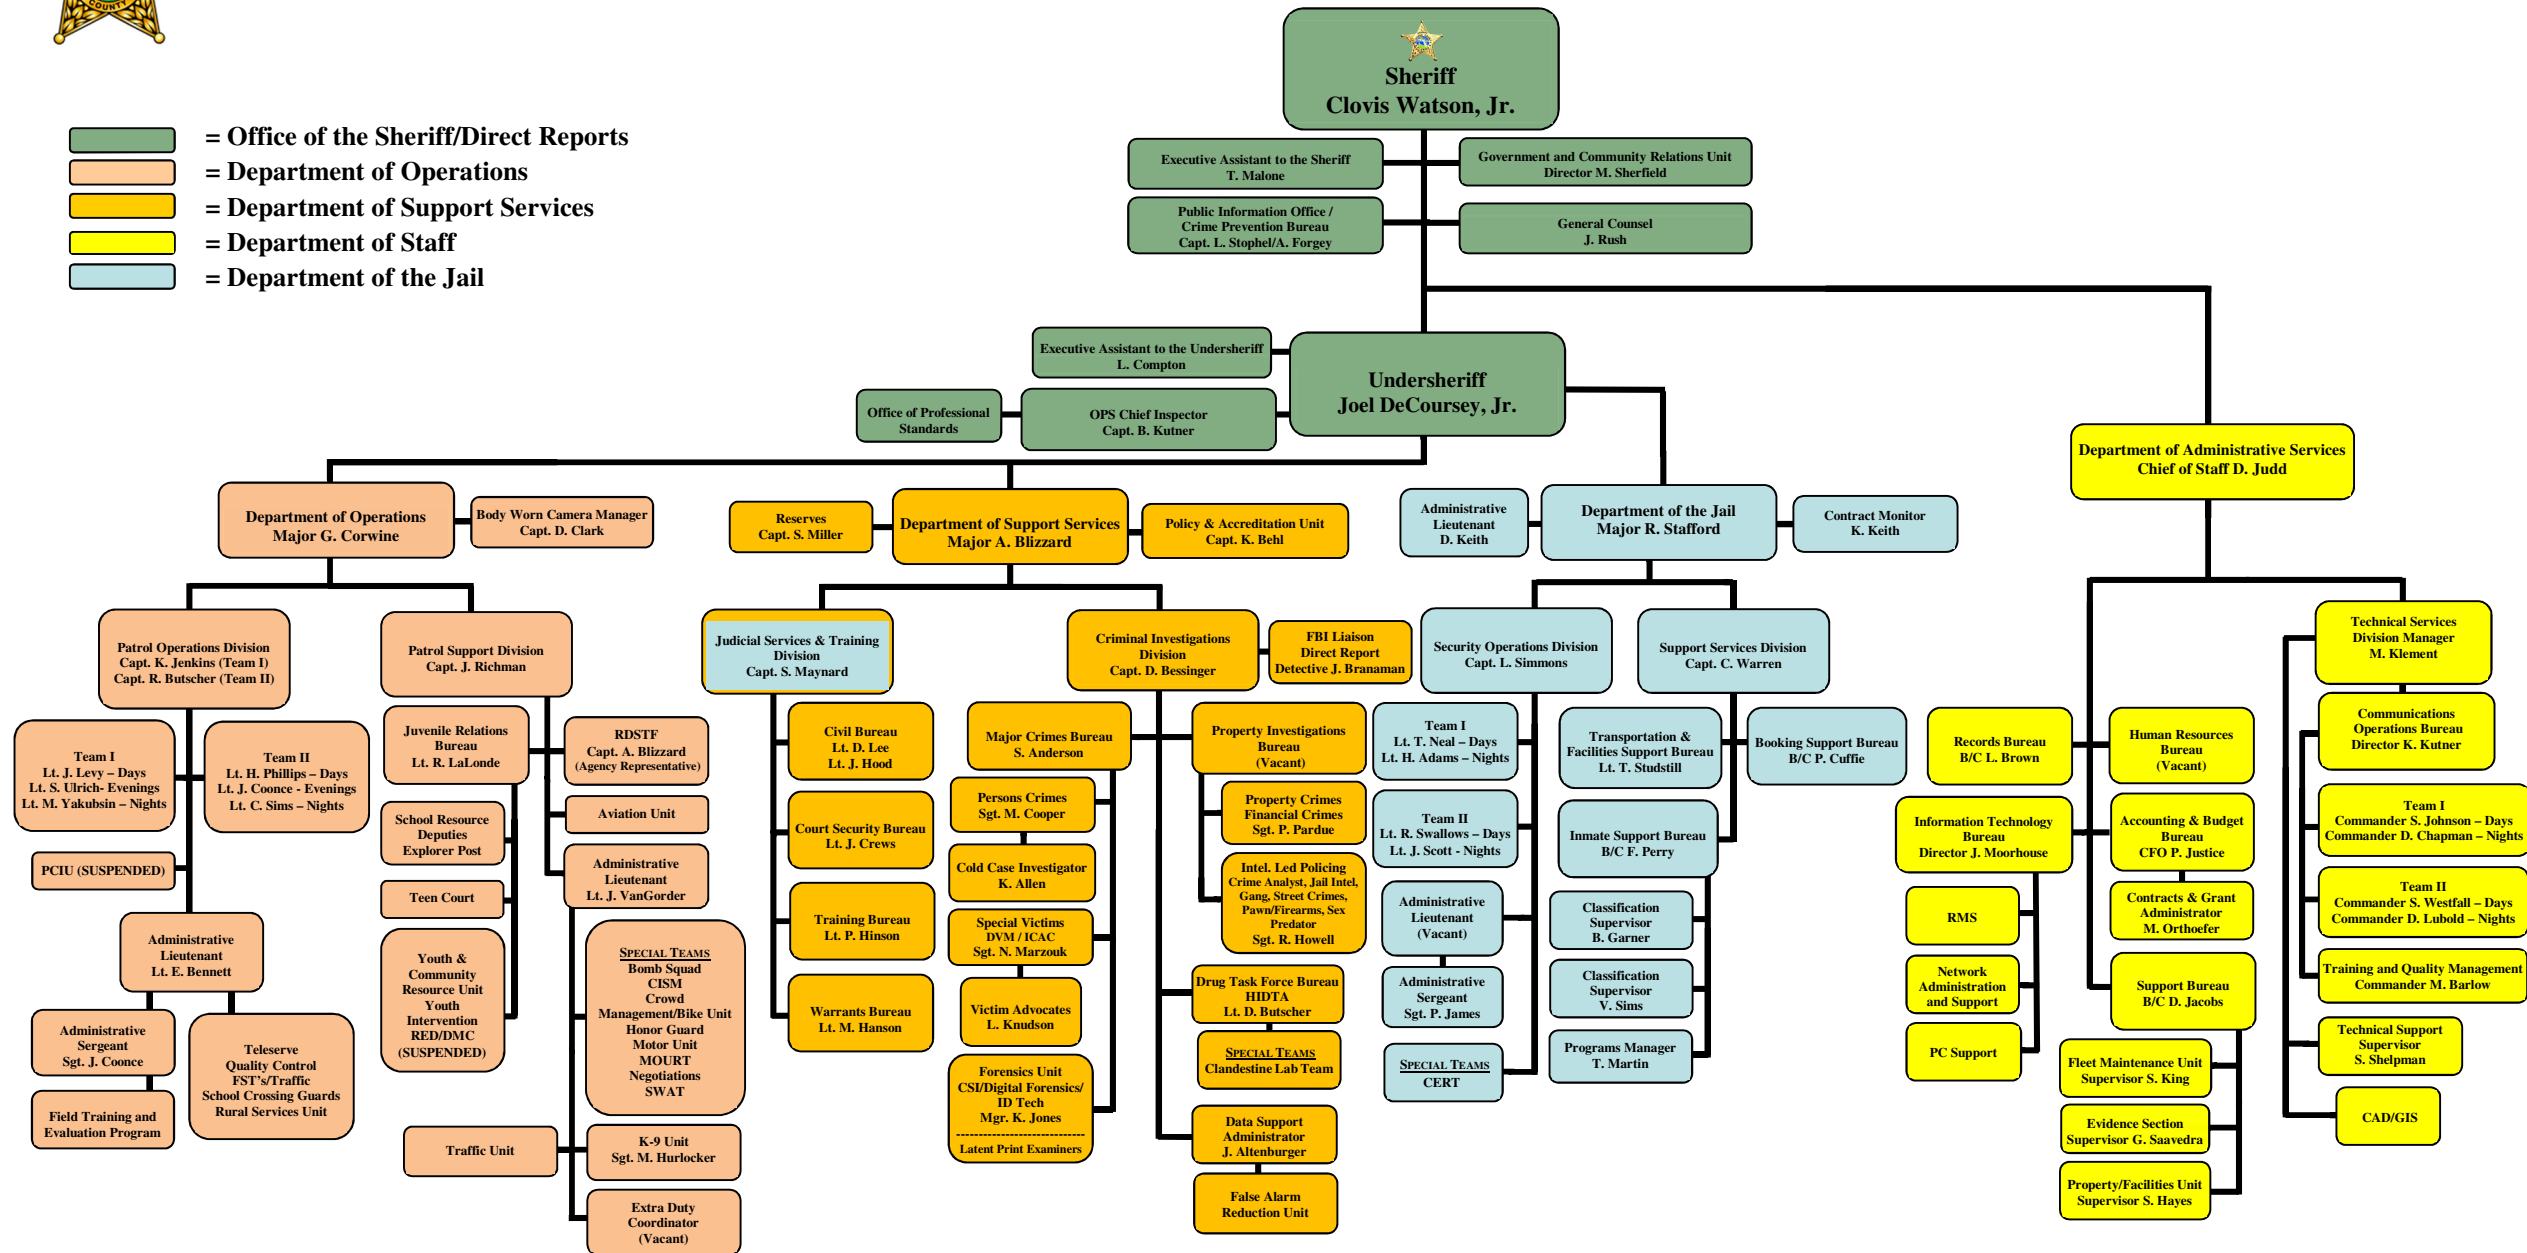 COUNTY
Sheriff
Clovis Watson, Jr.
= Office of the Sheriff/Direct Reports
= Department of Operations
= Department of Support Services
= Department of Staff
= Department of the Jail
Executive Assistant to the Sheriff
T. Malone
Government and Community Relations Unit
Director M. Sherfield
Public Information Office /
Crime Prevention Bureau
Capt. L. Stophel/A. Forgey
General Counsel
J. Rush
Executive Assistant to the Undersheriff
L. Compton
Undersheriff
Joel DeCoursey, Jr.
Office of Professional
Standards
OPS Chief Inspector
Capt. B. Kutner
Department of Administrative Services
Chief of Staff D. Judd
Department of Operations
Major G. Corwine
Body Worn Camera Manager
Capt. D. Clark
Reserves
Capt. S. Miller
Department of Support Services
Major A. Blizzard
Policy & Accreditation Unit
Capt. K. Behl
Administrative
Lieutenant
D. Keith
Department of the Jail
Major R. Stafford
Contract Monitor
K. Keith
Patrol Operations Division
Capt. K. Jenkins (Team I)
Capt. R. Butscher (Team II)
Patrol Support Division
Capt. J. Richman
Judicial Services & Training
Division
Capt. S. Maynard
Criminal Investigations
Division
Capt. D. Bessinger
FBI Liaison
Direct Report
Detective J. Branaman
Security Operations Division
Capt. L. Simmons
Support Services Division
Capt. C. Warren
Technical Services
Division Manager
M. Klement
Team I
Lt. J. Levy – Days
Lt. S. Ulrich- Evenings
Lt. M. Yakubsin – Nights
Team II
Lt. H. Phillips – Days
Lt. J. Coonce – Evenings
Lt. C. Sims – Nights
PCIU (SUSPENDED)
Administrative
Lieutenant
Lt. E. Bennett
Administrative
Sergeant
Sgt. J. Coonce
Field Training and
Evaluation Program
Teleserve
Quality Control
FST's/Traffic
School Crossing Guards
Rural Services Unit
Juvenile Relations
Bureau
Lt. R. LaLonde
RDSTF
Capt. A. Blizzard
(Agency Representative)
School Resource
Deputies
Explorer Post
Aviation Unit
Teen Court
Administrative
Lieutenant
Lt. J. VanGorder
Youth &
Community
Resource Unit
Youth
Intervention
RED/DMC
(SUSPENDED)
SPECIAL TEAMS
Bomb Squad
CISM
Crowd
Management/Bike Unit
Honor Guard
Motor Unit
MOURT
Negotiations
SWAT
Traffic Unit
K-9 Unit
Sgt. M. Hurlocker
Extra Duty
Coordinator
(Vacant)
Civil Bureau
Lt. D. Lee
Lt. J. Hood
Court Security Bureau
Lt. J. Crews
Training Bureau
Lt. P. Hinson
Warrants Bureau
Lt. M. Hanson
Major Crimes Bureau
S. Anderson
Persons Crimes
Sgt. M. Cooper
Cold Case Investigator
K. Allen
Special Victims
DVM / ICAC
Sgt. N. Marzouk
Victim Advocates
L. Knudson
Forensics Unit
CSI/Digital Forensics/
ID Tech
Mgr. K. Jones
----------------------------
Latent Print Examiners
Property Investigations
Bureau
(Vacant)
Property Crimes
Financial Crimes
Sgt. P. Pardue
Intel. Led Policing
Crime Analyst, Jail Intel,
Gang, Street Crimes,
Pawn/Firearms, Sex
Predator
Sgt. R. Howell
Drug Task Force Bureau
HIDTA
Lt. D. Butscher
SPECIAL TEAMS
Clandestine Lab Team
Data Support
Administrator
J. Altenburger
False Alarm
Reduction Unit
Team I
Lt. T. Neal – Days
Lt. H. Adams – Nights
Team II
Lt. R. Swallows – Days
Lt. J. Scott - Nights
Administrative
Lieutenant
(Vacant)
Administrative
Sergeant
Sgt. P. James
SPECIAL TEAMS
CERT
Transportation &
Facilities Support Bureau
Lt. T. Studstill
Booking Support Bureau
B/C P. Cuffie
Inmate Support Bureau
B/C F. Perry
Classification
Supervisor
B. Garner
Classification
Supervisor
V. Sims
Programs Manager
T. Martin
Records Bureau
B/C L. Brown
Human Resources
Bureau
(Vacant)
Information Technology
Bureau
Director J. Moorhouse
Accounting & Budget
Bureau
CFO P. Justice
RMS
Contracts & Grant
Administrator
M. Orthoefer
Network
Administration
and Support
Support Bureau
B/C D. Jacobs
PC Support
Fleet Maintenance Unit
Supervisor S. King
Evidence Section
Supervisor G. Saavedra
Property/Facilities Unit
Supervisor S. Hayes
Communications
Operations Bureau
Director K. Kutner
Team I
Commander S. Johnson – Days
Commander D. Chapman – Nights
Team II
Commander S. Westfall – Days
Commander D. Lubold – Nights
Training and Quality Management
Commander M. Barlow
Technical Support
Supervisor
S. Shelpman
CAD/GIS